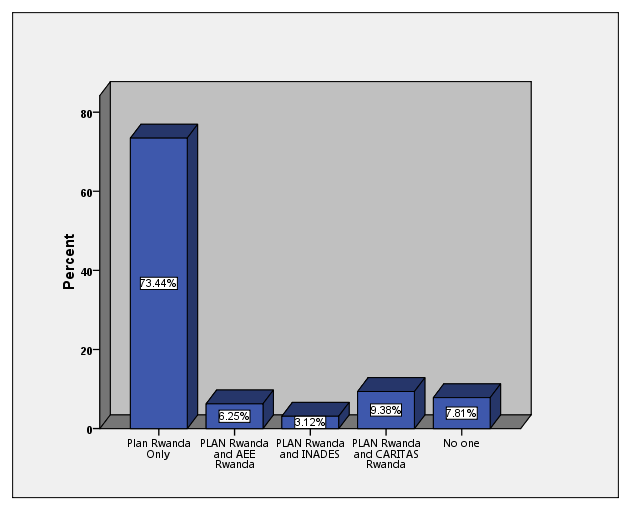 Percent
80
60
40
20
0
73.44%
6.25%
3.12%
9.38%
7.81%
Plan Rwanda
Only
PLAN Rwanda
and AEE
Rwanda
PLAN Rwanda
and INADES
PLAN Rwanda
and CARITAS
Rwanda
No one